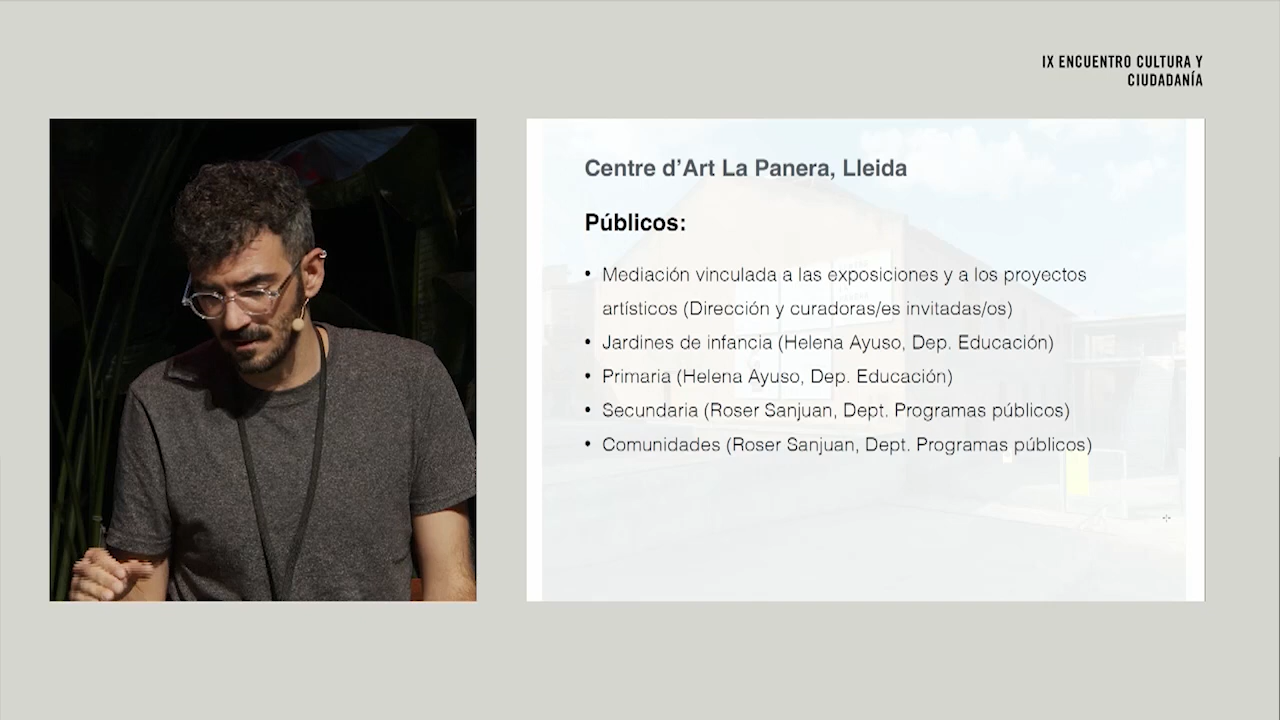 IX ENCUENTRO CULTURA Y
CIUDADANÍA
Centre d’Art La Panera, Lleida
Públicos:
• Mediación vinculada a las exposiciones y a los proyectos
artísticos (Dirección y curadoras/es invitadas/os)
• Jardines de infancia (Helena Ayuso, Dep. Educación)
• Primaria (Helena Ayuso, Dep. Educación)
• Secundaria (Roser Sanjuan, Dept. Programas públicos)
• Comunidades (Roser Sanjuan, Dept. Programas públicos)